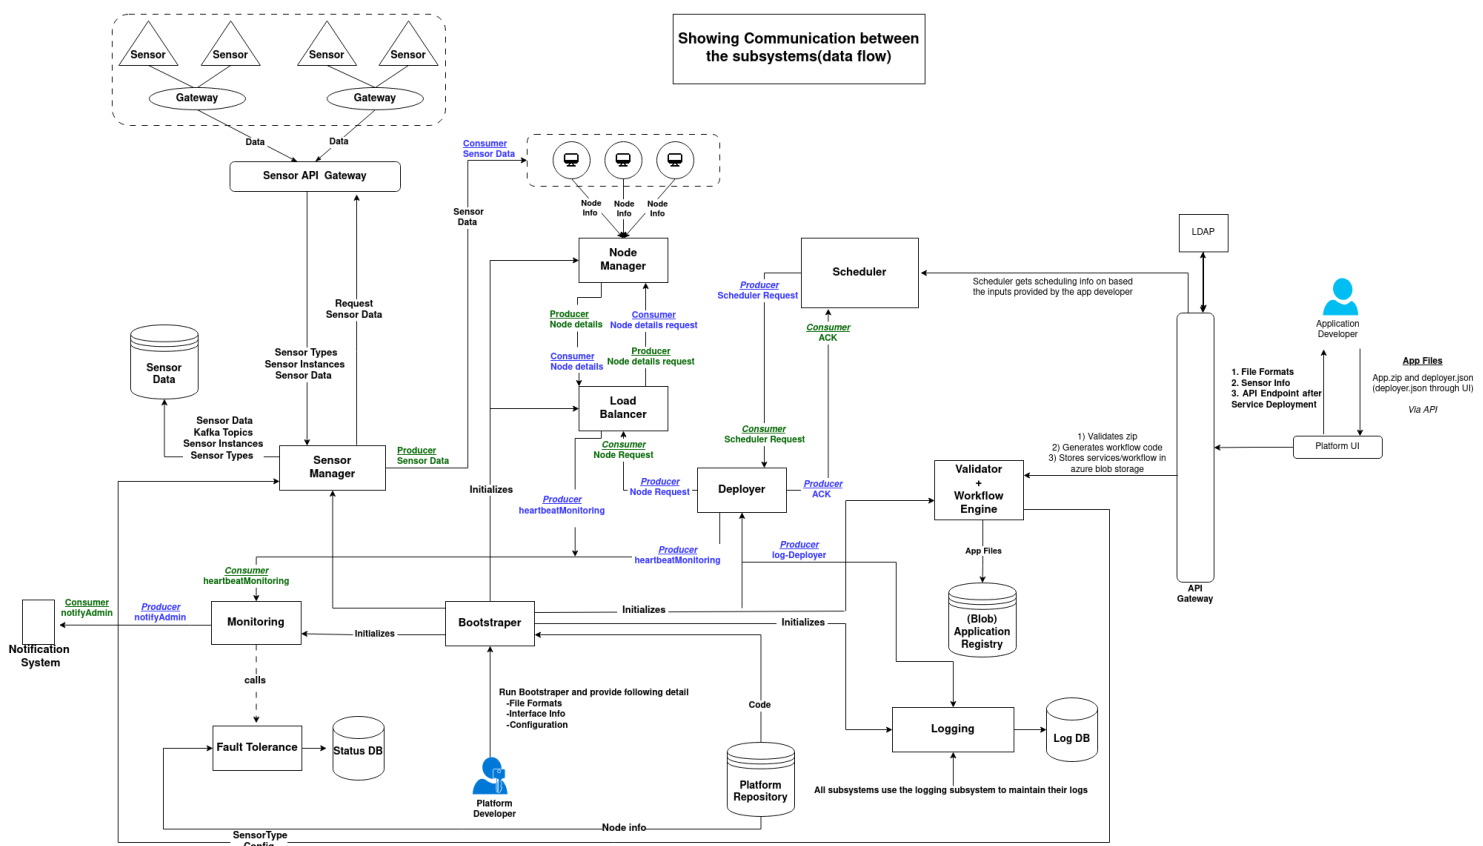 Showing Communication between
the subsystems(data flow)
Sensor
Sensor
Sensor
Sensor
Gateway
Gateway
Data
Data
Sensor API  Gateway
Consumer
Sensor Data
Sensor
Data
Node
Info
Node
Info
Node
Info
Node
Manager
Scheduler
LDAP
Producer
Scheduler Request
Scheduler gets scheduling info on based
the inputs provided by the app developer
Request
Sensor Data
Producer
Node details
Consumer
Node details request
Consumer
ACK
Application
Developer
Sensor Types
Sensor Instances
Sensor Data
Consumer
Node details
Producer
Node details request
Sensor
Data
1. File Formats
2. Sensor Info
3. API Endpoint after
Service Deployment
App Files
App.zip and deployer.json
(deployer.json through UI)
Via API
Load
Balancer
Sensor Data
Kafka Topics
Sensor Instances
Sensor Types
Sensor
Manager
Producer
Sensor Data
Consumer
Node Request
Consumer
Scheduler Request
1) Validates zip
2) Generates workflow code
3) Stores services/workflow in
azure blob storage
Platform UI
Initializes
Producer
Node Request
Deployer
Producer
ACK
Validator
+
Workflow
Engine
Producer
heartbeatMonitoring
Producer
heartbeatMonitoring
Producer
log-Deployer
App Files
Consumer
heartbeatMonitoring
API
Gateway
Consumer
notifyAdmin
Producer
notifyAdmin
Monitoring
Initializes
Bootstraper
Initializes
Initializes
(Blob)
Application
Registry
Notification
System
calls
Run Bootstraper and provide following detail
-File Formats
-Interface Info
-Configuration
Code
Fault Tolerance
Status DB
Logging
Log DB
Platform
Developer
Platform
Repository
All subsystems use the logging subsystem to maintain their logs
Node info
SensorType
Config